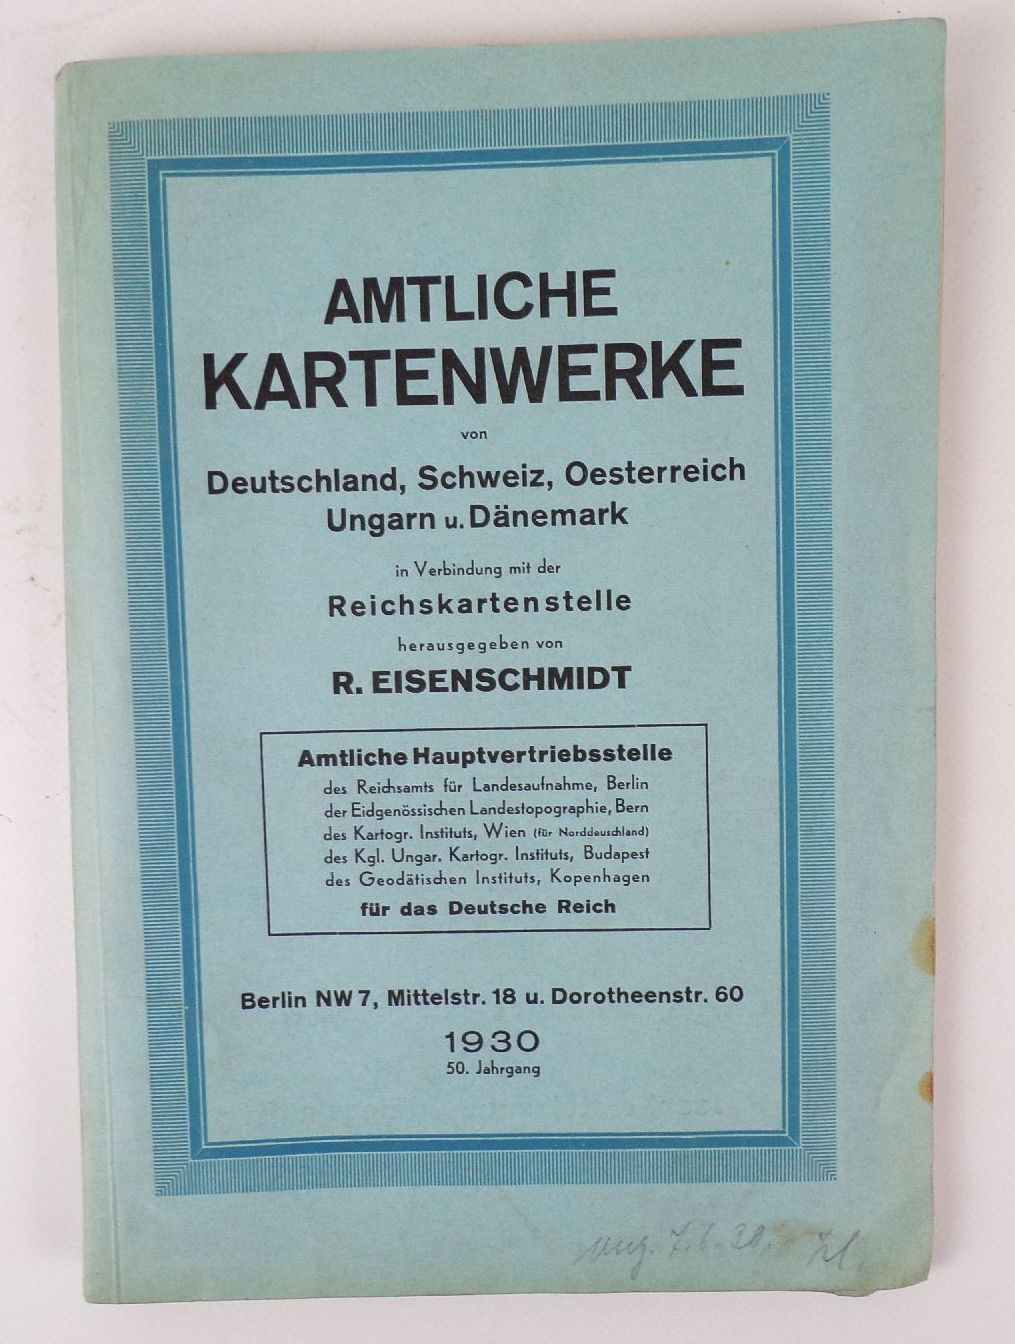 AMTLICHE
KARTENWERKE
von
Deutschland, Schweiz, Oesterreich
Ungarn u. Dänemark
in Verbindung mit der
Reichskartenstelle
herausgegeben von
R. EISENSCHMIDT
Amtliche Hauptvertriebsstelle
des Reichsamts für Landesaufnahme, Berlin
der Eidgenössischen Landestopographie, Bern
des Kartogr. Instituts, Wien (für Norddeuschland)
des Kgl. Ungar. Kartogr. Instituts, Budapest
des Geodätischen Instituts, Kopenhagen
für das Deutsche Reich
Berlin NW 7, Mittelstr. 18 u. Dorotheenstr. 60
1930
50. Jahrgang